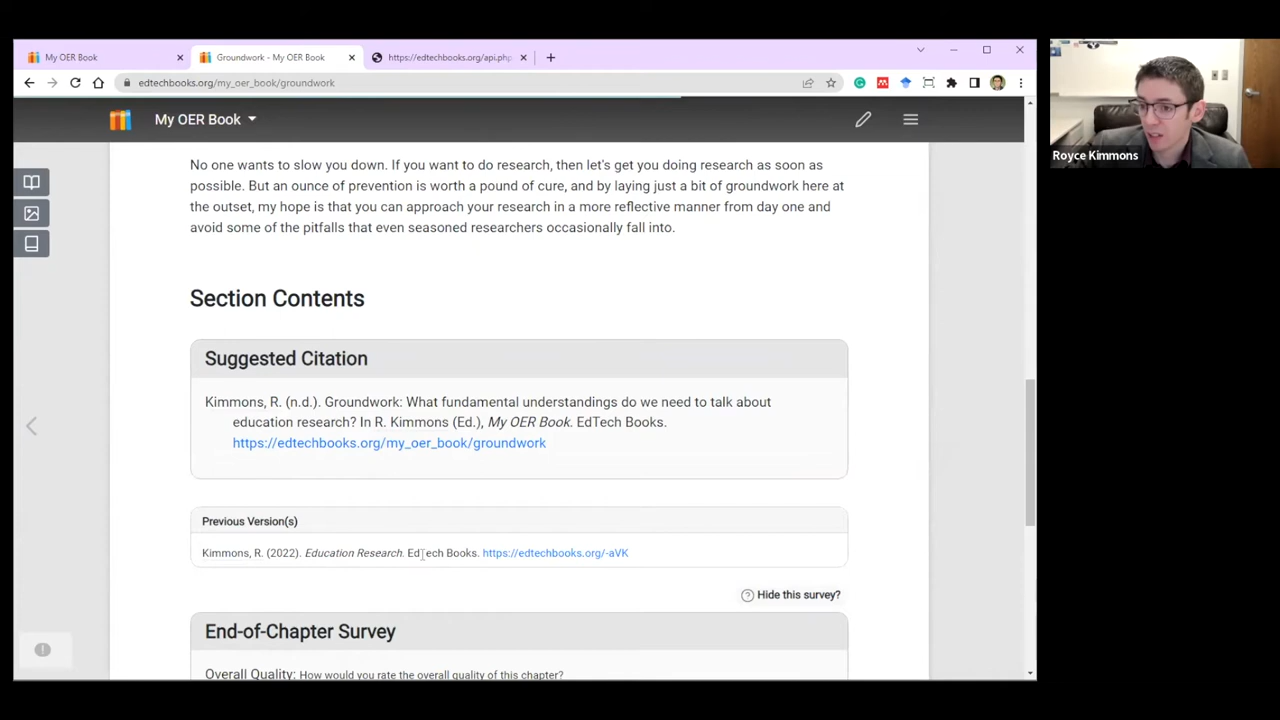 My OER Book
Groundwork - My OER Book
https://edtechbooks.org/api.php
edtechbooks.org/my_oer_book/groundwork
My OER Book
Royce Kimmons
No one wants to slow you down. If you want to do research, then let's get you doing research as soon as
possible. But an ounce of prevention is worth a pound of cure, and by laying just a bit of groundwork here at
the outset, my hope is that you can approach your research in a more reflective manner from day one and
avoid some of the pitfalls that even seasoned researchers occasionally fall into.
Section Contents
Suggested Citation
Kimmons, R. (n.d.). Groundwork: What fundamental understandings do we need to talk about
education research? In R. Kimmons (Ed.), My OER Book. EdTech Books.
https://edtechbooks.org/my_oer_book/groundwork
Previous Version(s)
Kimmons, R. (2022). Education Research. EdTech Books. https://edtechbooks.org/-aVK
Hide this survey?
End-of-Chapter Survey
Overall Quality: How would you rate the overall quality of this chapter?